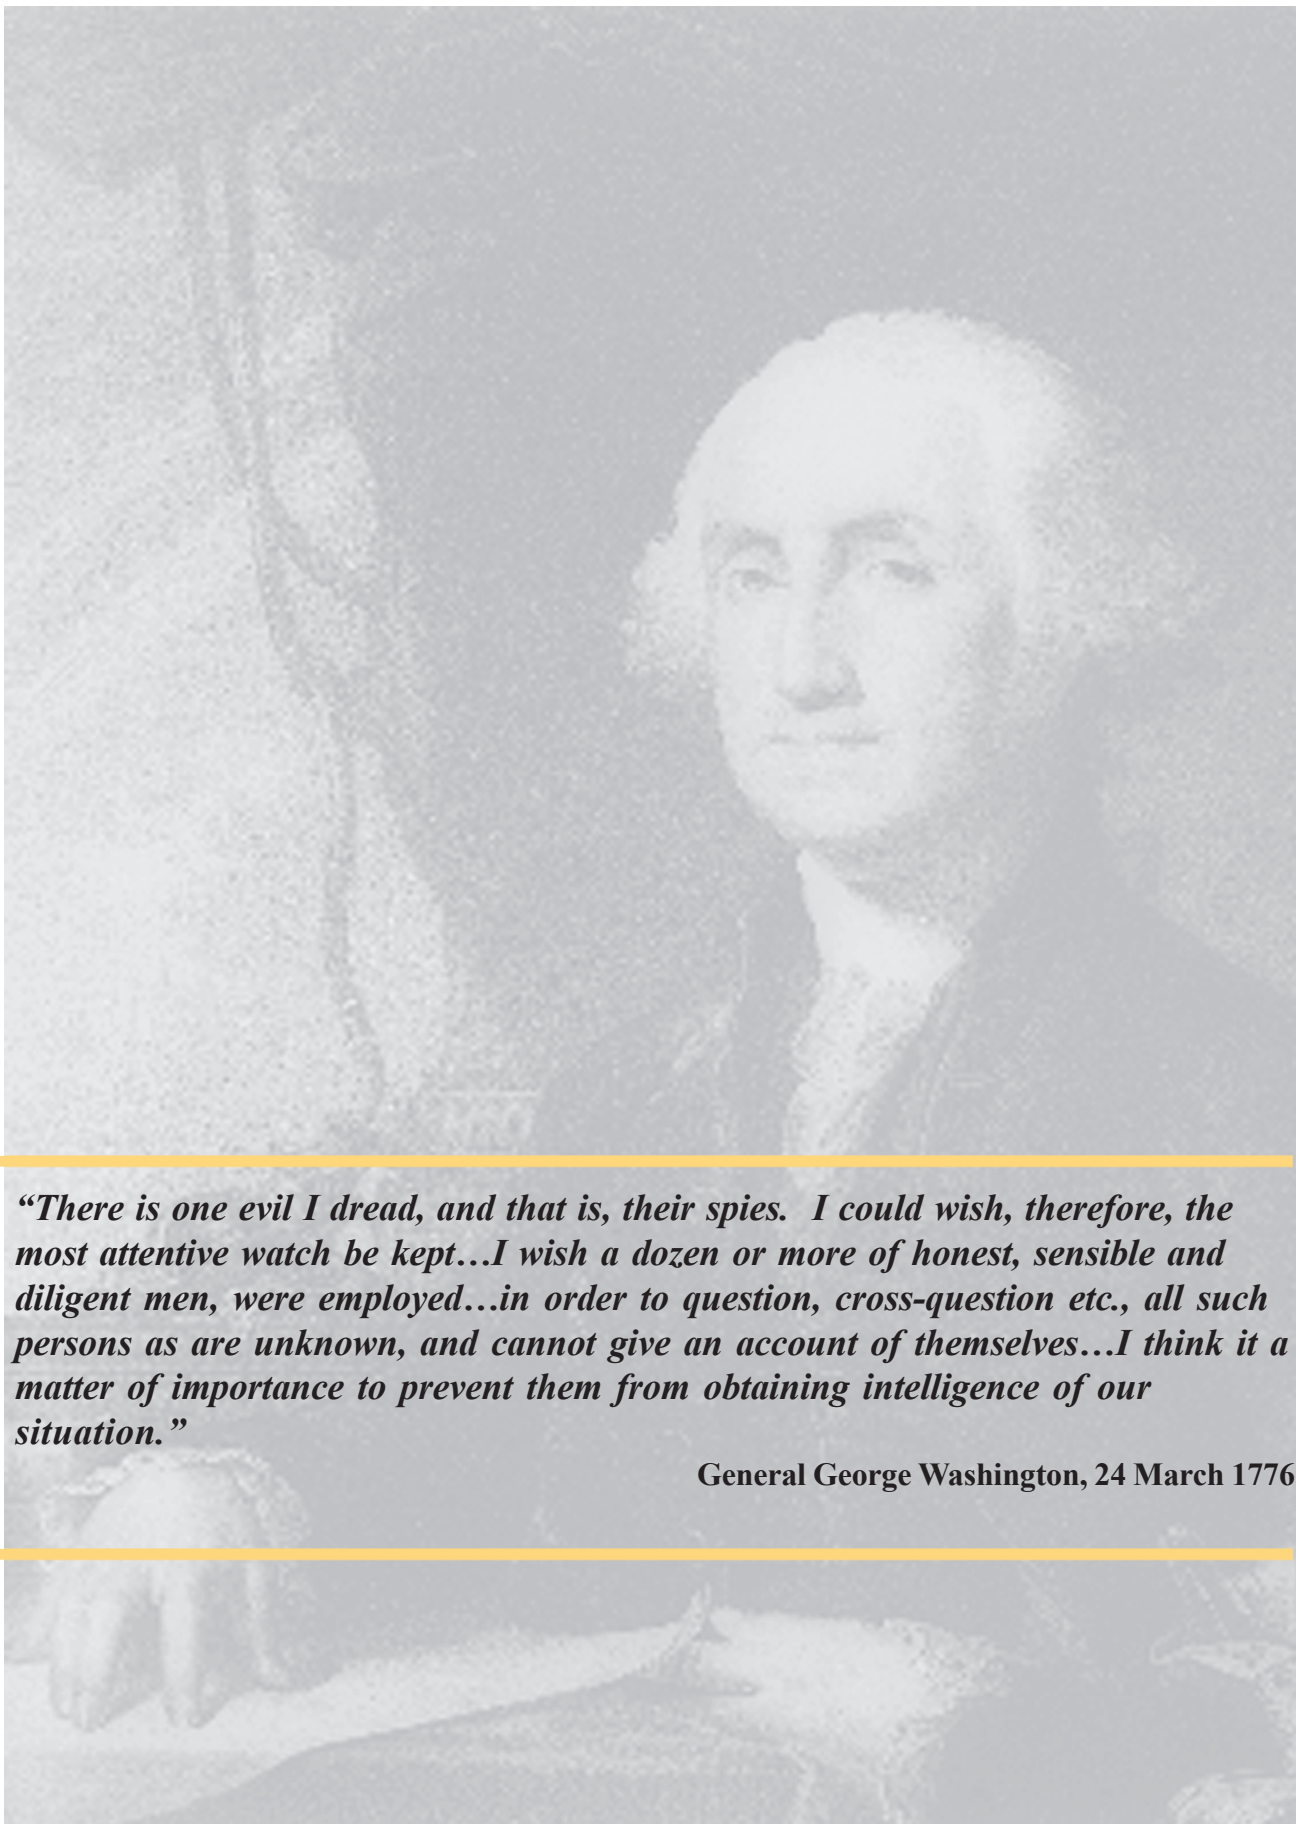 “There is one evil I dread, and that is, their spies.  I could wish, therefore, the
most attentive watch be kept…I wish a dozen or more of honest, sensible and
diligent men, were employed…in order to question, cross-question etc., all such
persons as are unknown, and cannot give an account of themselves…I think it a
matter of importance to prevent them from obtaining intelligence of our
situation.”
General George Washington, 24 March 1776